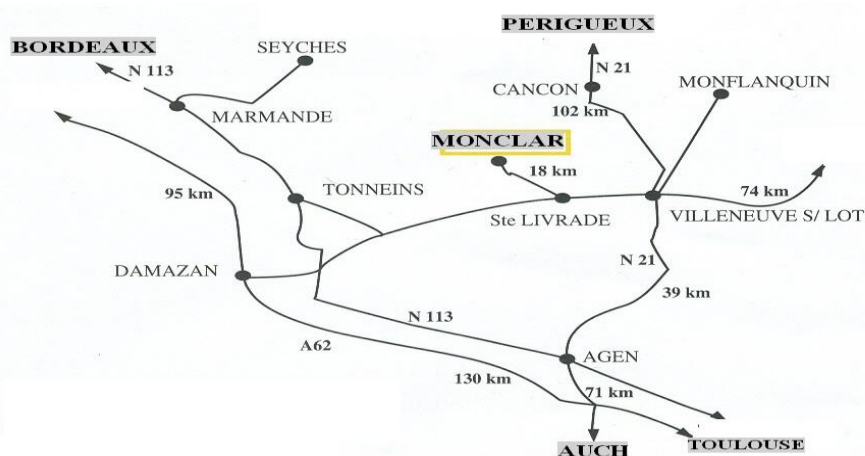 PERIGUEUX
BORDEAUX
SEYCHES
N 113
N 21
CANCON
MONFLANQUIN
102 km
MARMANDE
MONCLAR
18 km
95 km
TONNEINS
74 km
Ste LIVRADE
VILLENEUVE S/ LOT
N 21
DAMAZAN
39 km
N 113
A62
AGEN
130 km
71 km
AUCH
TOULOUSE